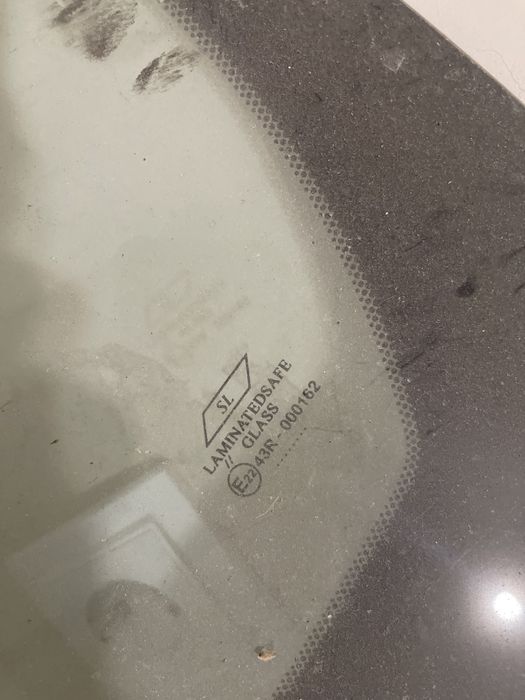 SL
LAMINATEDSAFE
GLASS
//
E22 43R - 000162
..........